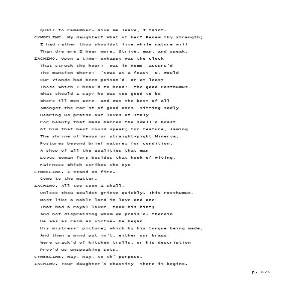 Quail to remember- Give me leave, I faint.
CYMBELINE. My daughter? What of her? Renew thy strength;
I had rather thou shouldst live while nature will
Than die ere I hear more. Strive, man, and speak.
IACHIMO. Upon a time- unhappy was the clock
That struck the hour!- was in Rome- accurs'd
The mansion where!- 'twas at a feast- O, would
Our viands had been poison'd, or at least
Those which I heav'd to head!- the good Posthumus-
What should I say? he was too good to be
Where ill men were, and was the best of all
Amongst the rar'st of good ones- sitting sadly
Hearing us praise our loves of Italy
For beauty that made barren the swell'd boast
Of him that best could speak; for feature, laming
The shrine of Venus or straight-pight Minerva,
Postures beyond brief nature; for condition,
A shop of all the qualities that man
Loves woman for; besides that hook of wiving,
Fairness which strikes the eye-
CYMBELINE. I stand on fire.
Come to the matter.
IACHIMO. All too soon I shall,
Unless thou wouldst grieve quickly. This Posthumus,
Most like a noble lord in love and one
That had a royal lover, took his hint;
And not dispraising whom we prais'd- therein
He was as calm as virtue- he began
His mistress' picture; which by his tongue being made,
And then a mind put in't, either our brags
Were crack'd of kitchen trulls, or his description
Prov'd us unspeaking sots.
CYMBELINE. Nay, nay, to th' purpose.
IACHIMO. Your daughter's chastity- there it begins.